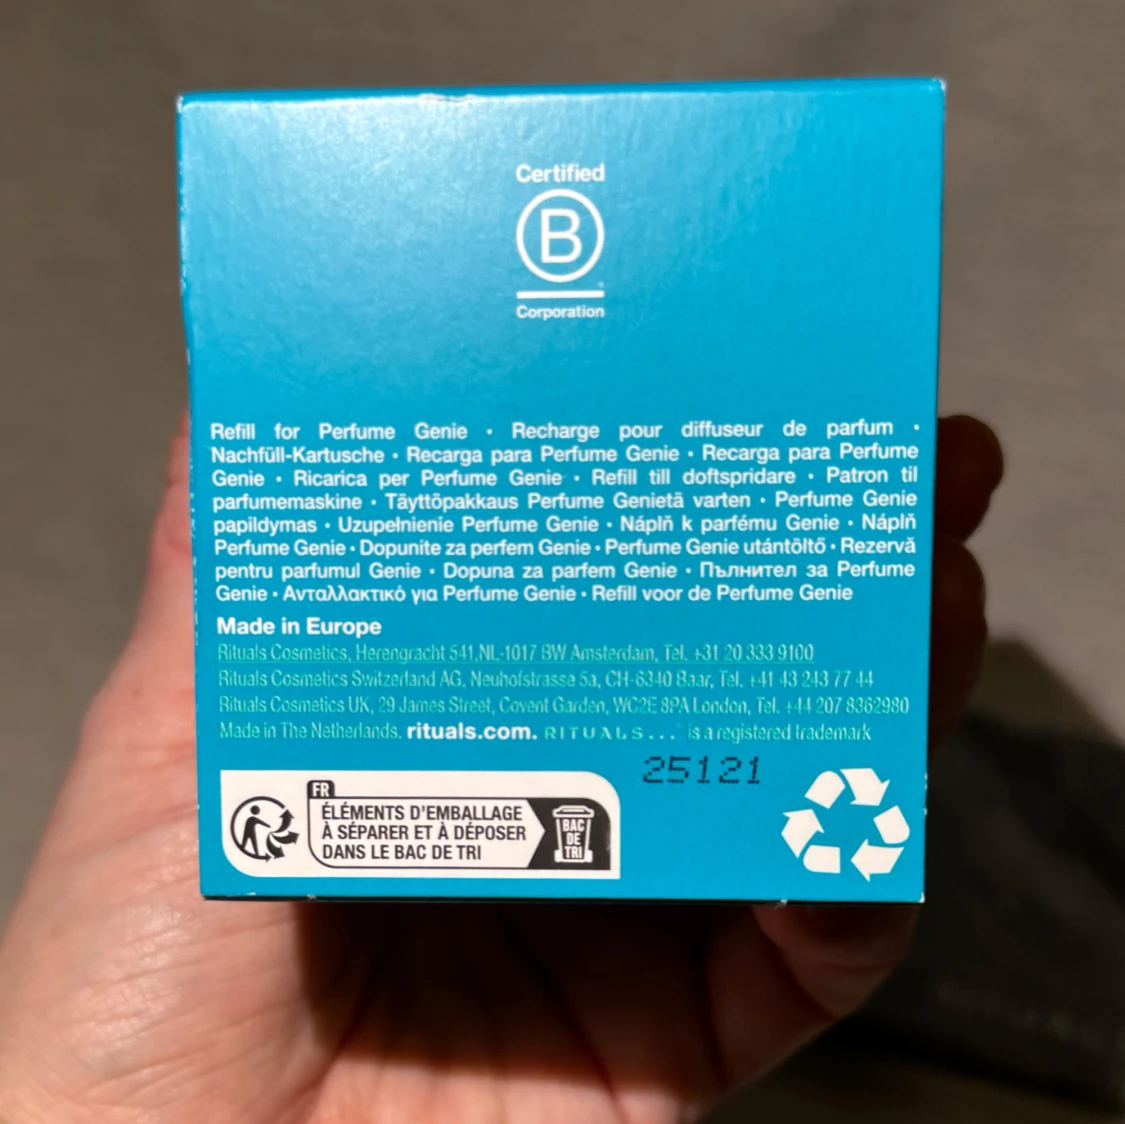 Certified
B
Corporation
Refill for Perfume Genie • Recharge pour diffuseur de parfum •
Nachfüll-Kartusche • Recarga para Perfume Genie • Recarga para Perfume
Genie • Ricarica per Perfume Genie • Refill till doftspridare • Patron til
parfumemaskine • Täyttöpakkaus Perfume Genietä varten • Perfume Genie
papildymas • Uzupełnienie Perfume Genie • Náplň k parfému Genie • Náplň
Perfume Genie • Dopunite za perfem Genie • Perfume Genie utántöltő • Rezervă
pentru parfumul Genie • Dopuna za parfem Genie • Пълнител за Perfume
Genie • Ανταλλακτικό για Perfume Genie • Refill voor de Perfume Genie
Made in Europe
Rituals Cosmetics, Herengracht 541,NL-1017 BW Amsterdam, Tel. +31 20 333 9100
Rituals Cosmetics Switzerland AG, Neuhofstrasse 5a, CH-6340 Baar, Tel. +41 43 243 77 44
Rituals Cosmetics UK, 29 James Street, Covent Garden, WC2E 8PA London, Tel. +44 207 8362980
Made in The Netherlands. rituals.com. RITUALS... is a registered trademark
25121
FR
ÉLÉMENTS D'EMBALLAGE
À SÉPARER ET À DÉPOSER
DANS LE BAC DE TRI
BAC
DE
TRI